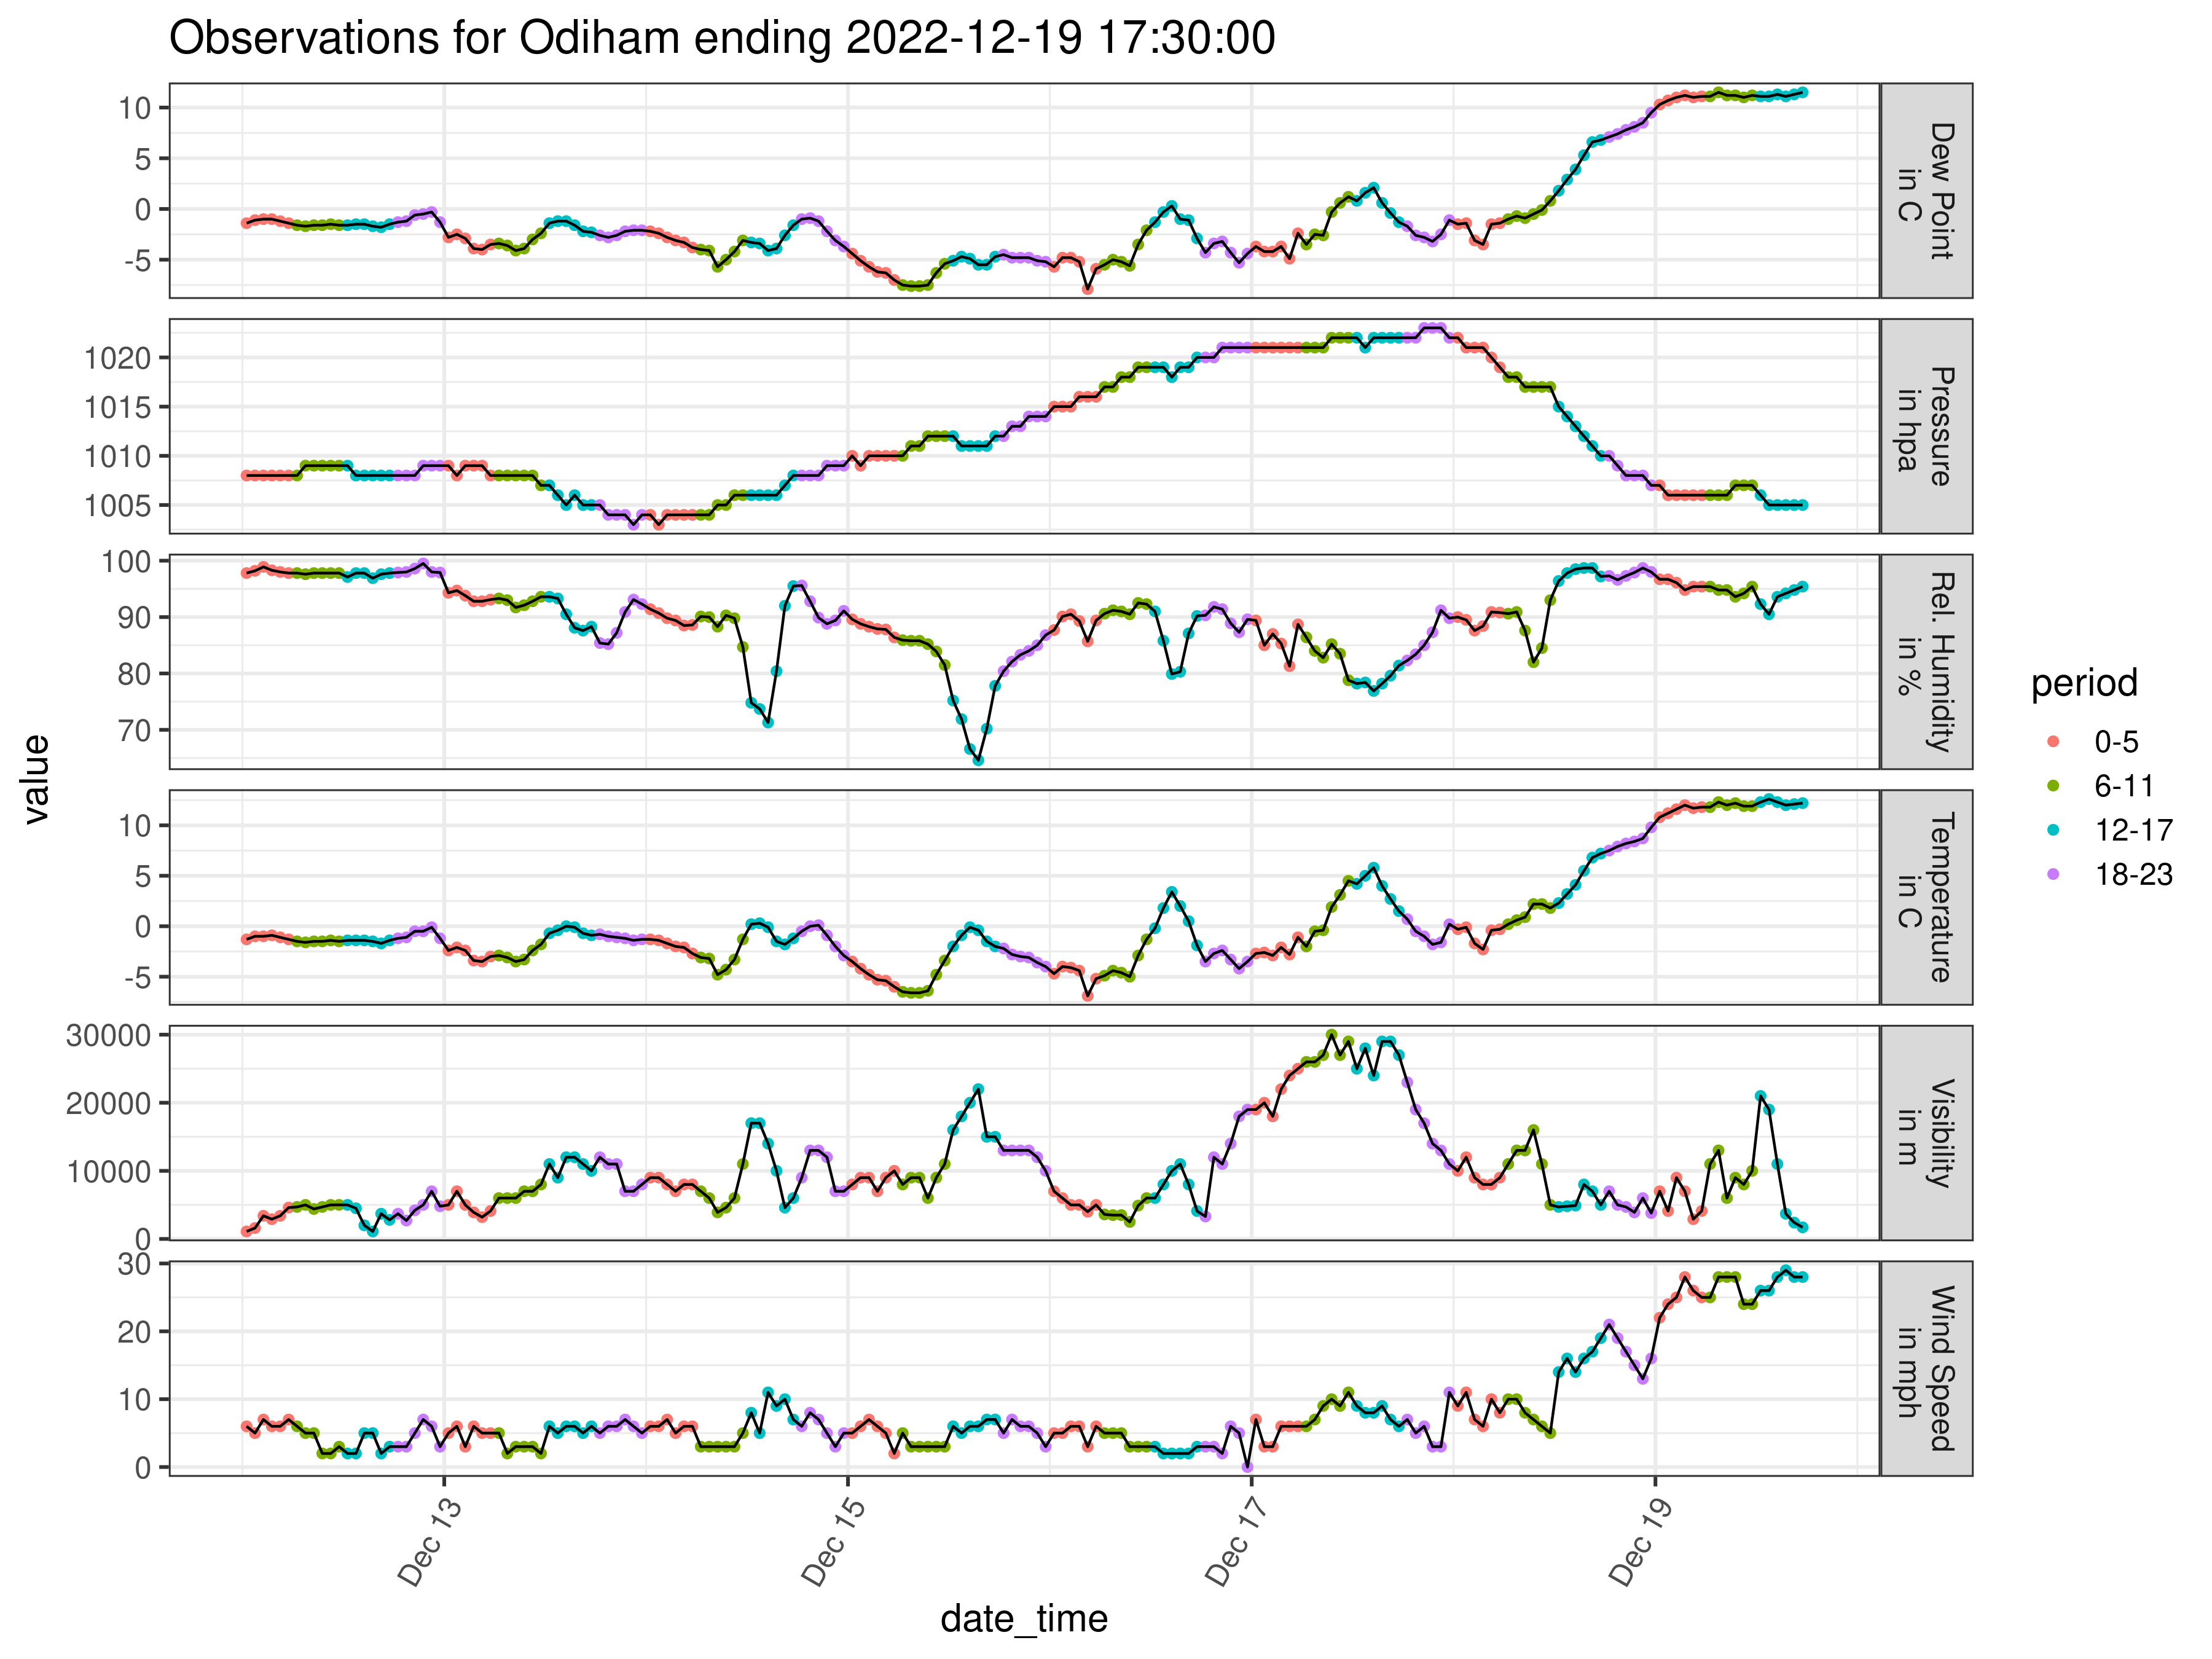 Observations for Odiham ending 2022-12-19 17:30:00
value
10
5
0
-5
Dew Point
in C
1020
1015
1010
1005
Pressure
in hpa
100
90
80
70
Rel. Humidity
in %
10
5
0
-5
Temperature
in C
30000
20000
10000
0
Visibility
in m
30
20
10
0
Wind Speed
in mph
Dec 13
Dec 15
Dec 17
Dec 19
date_time
period
0-5
6-11
12-17
18-23